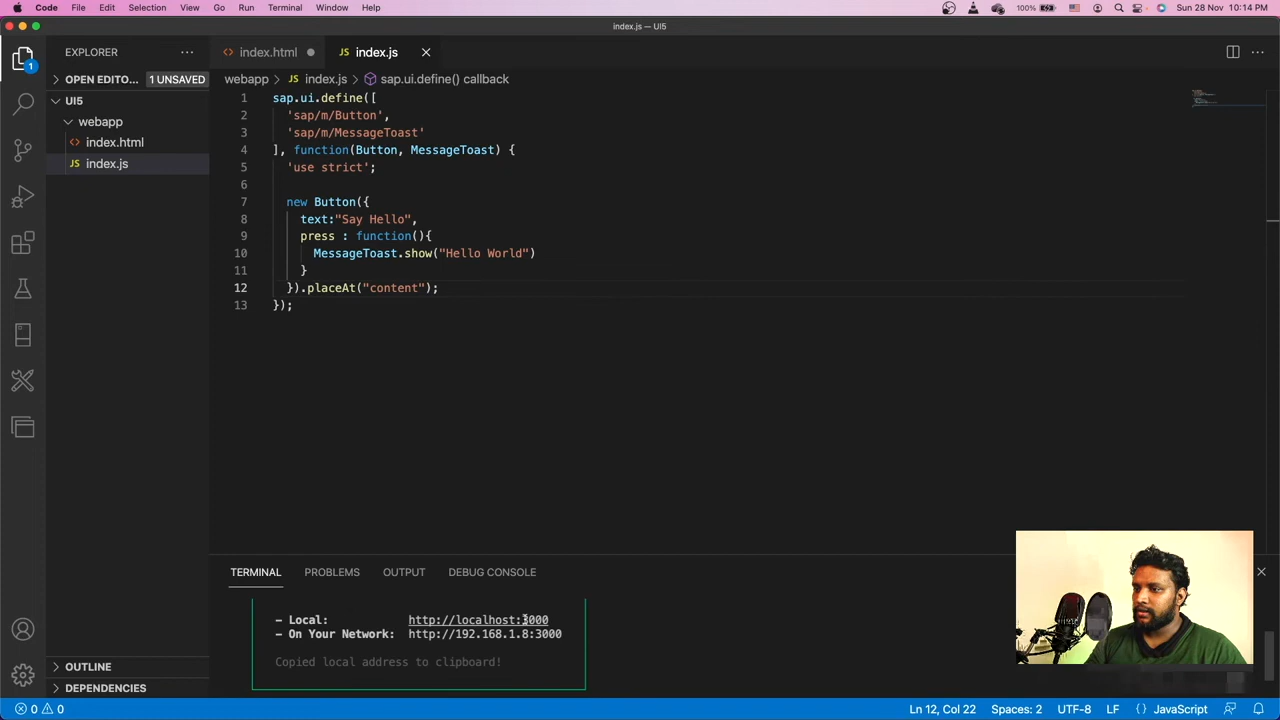 Code File Edit Selection View Go Run Terminal Window Help 100% Sun 28 Nov 10:14 PM
index.js — UI5
EXPLORER
index.html
index.js
OPEN EDITO... 1 UNSAVED
webapp > JS index.js > sap.ui.define() callback
UI5
webapp
index.html
JS index.js
1 sap.ui.define([
2 'sap/m/Button',
3 'sap/m/MessageToast'
4 ], function(Button, MessageToast) {
5 'use strict';
6
7 new Button({
8 text:"Say Hello",
9 press : function(){
10 MessageToast.show("Hello World")
11 }
12 }).placeAt("content");
13 });
TERMINAL PROBLEMS OUTPUT DEBUG CONSOLE
- Local: http://localhost:3000
- On Your Network: http://192.168.1.8:3000
Copied local address to clipboard!
OUTLINE
DEPENDENCIES
0 0 Ln 12, Col 22 Spaces: 2 UTF-8 LF {} JavaScript